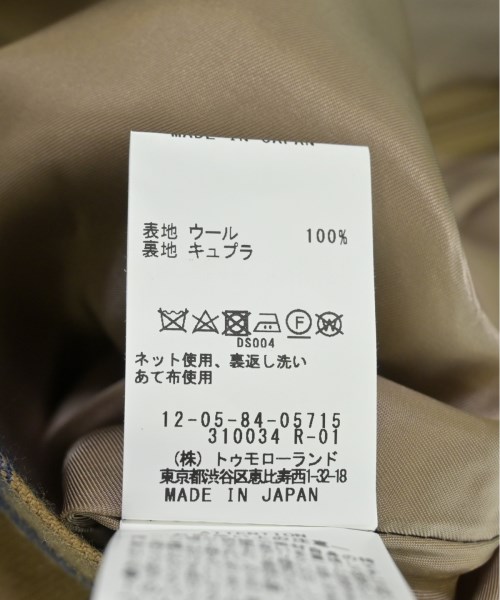 MADE IN JAPAN
表地 ウール 100%
裏地 キュプラ
DS004
ネット使用、裏返し洗い
あて布使用
12-05-84-05715
310034 R-01
(株) トゥモローランド
東京都渋谷区恵比寿西1-32-18
MADE IN JAPAN